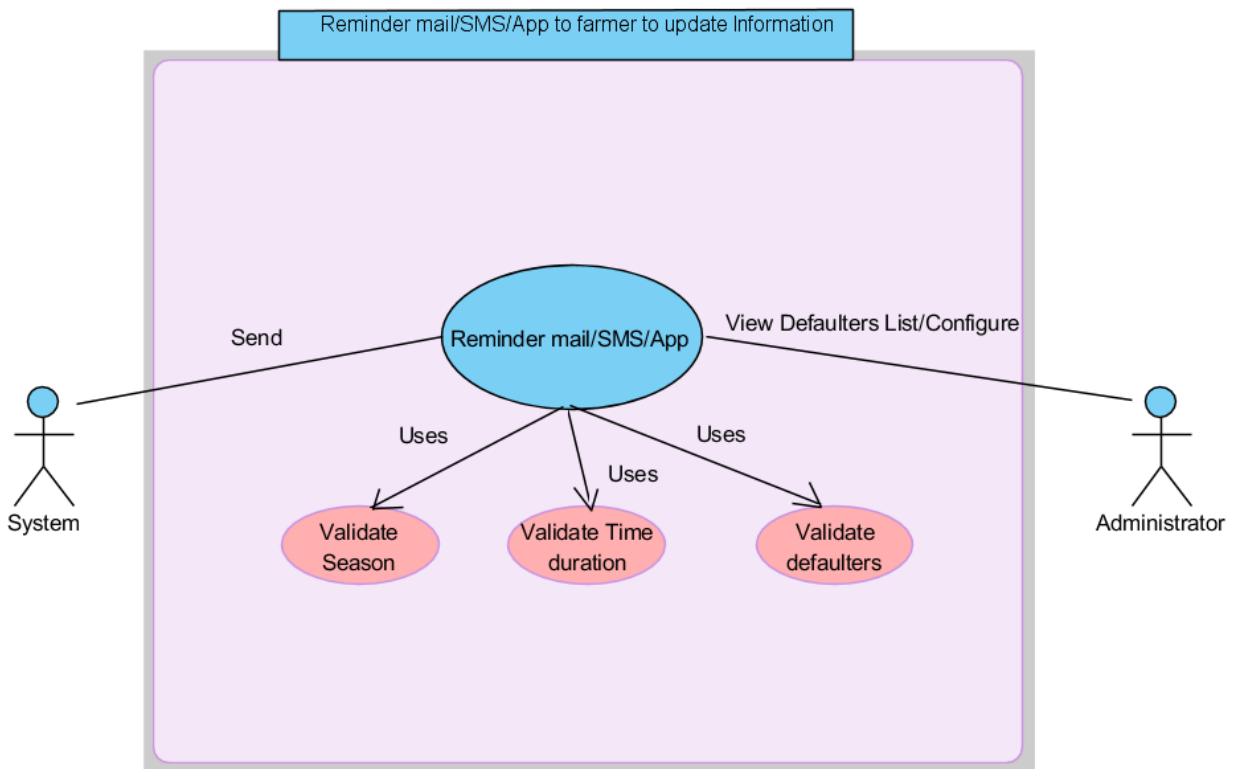 Reminder mail/SMS/App to farmer to update Information
Send
View Defaulters List/Configure
Reminder mail/SMS/App
Uses
Uses
Uses
System
Administrator
Validate
Season
Validate Time
duration
Validate
defaulters